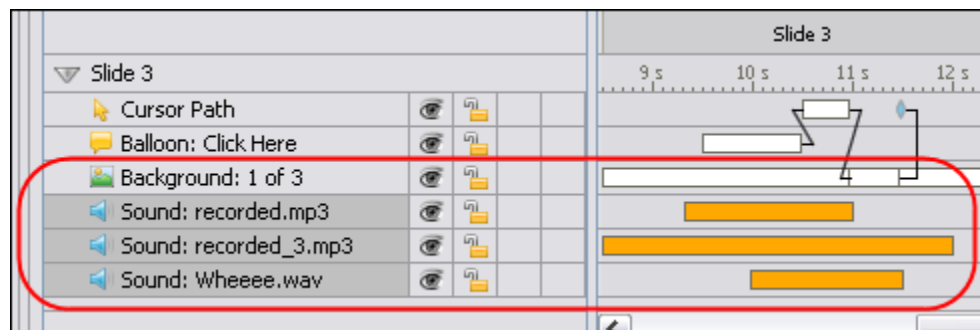 Slide 3
Slide 3
9 s 10 s 11 s 12 s
Cursor Path
Balloon: Click Here
Background: 1 of 3
Sound: recorded.mp3
Sound: recorded_3.mp3
Sound: Wheeee.wav